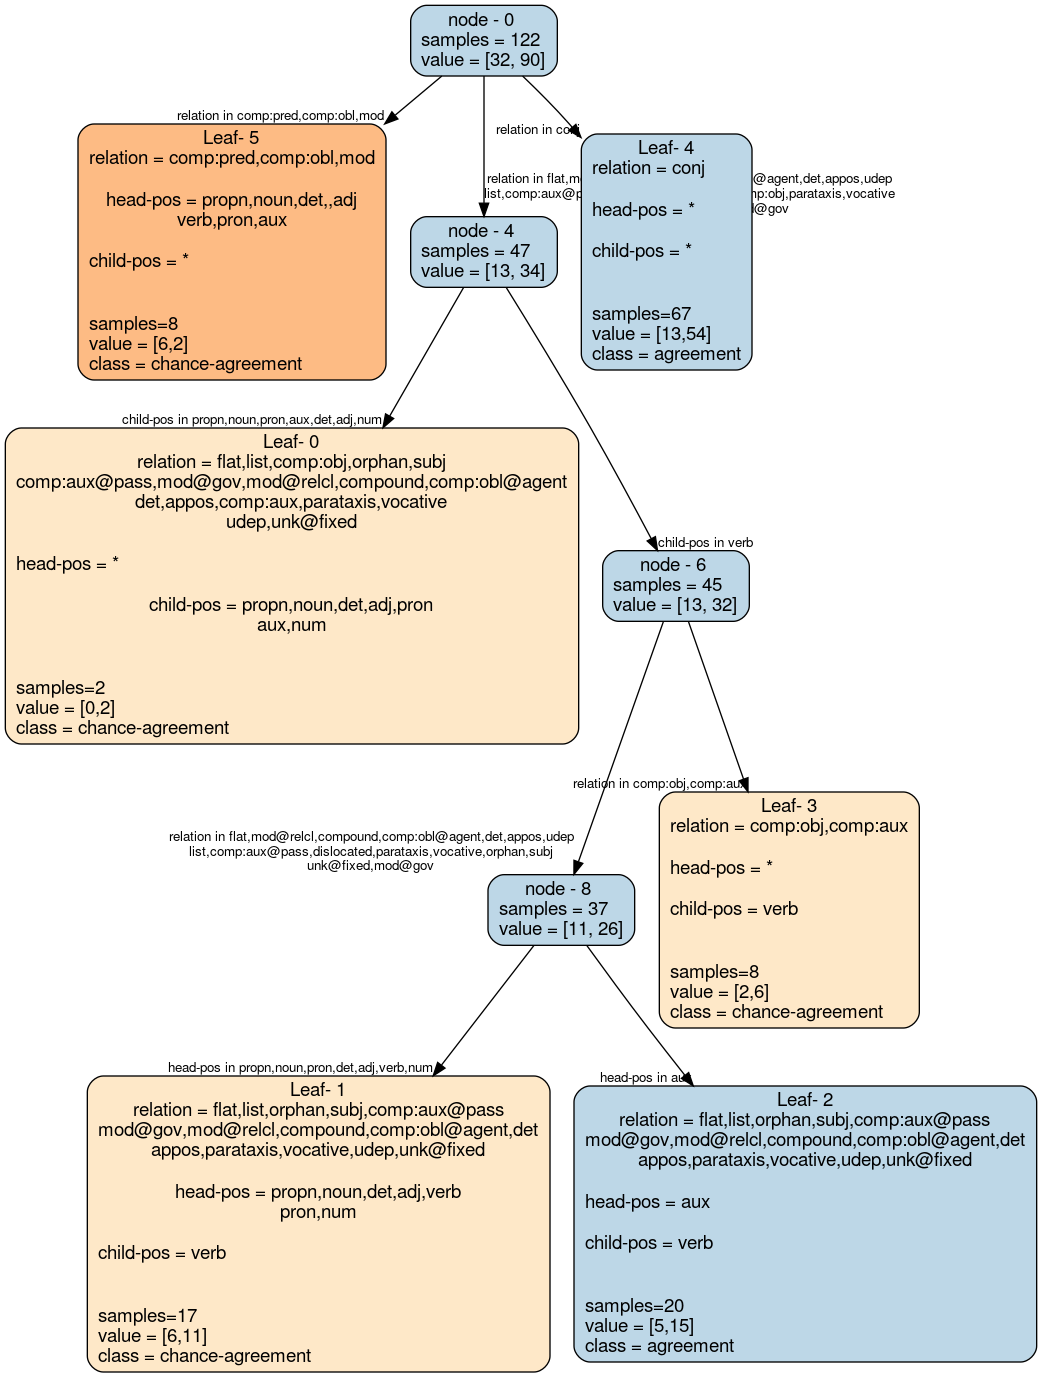 node - 0
samples = 122
value = [32, 90]
relation in comp:pred,comp:obl,mod
Leaf- 5
relation = comp:pred,comp:obl,mod
head-pos = propn,noun,det,,adj
verb,pron,aux
child-pos = *
samples=8
value = [6,2]
class = chance-agreement
relation in conj
Leaf- 4
relation = conj
head-pos = *
child-pos = *
samples=67
value = [13,54]
class = agreement
relation in flat,
@agent,det,appos,udep
list,comp:aux@
obj,parataxis,vocative
@gov
node - 4
samples = 47
value = [13, 34]
child-pos in propn,noun,pron,aux,det,adj,num
Leaf- 0
relation = flat,list,comp:obj,orphan,subj
comp:aux@pass,mod@gov,mod@relcl,compound,comp:obl@agent
det,appos,comp:aux,parataxis,vocative
udep,unk@fixed
head-pos = *
child-pos = propn,noun,det,adj,pron
aux,num
samples=2
value = [0,2]
class = chance-agreement
child-pos in verb
node - 6
samples = 45
value = [13, 32]
relation in comp:obj,comp:aux
Leaf- 3
relation = comp:obj,comp:aux
head-pos = *
child-pos = verb
samples=8
value = [2,6]
class = chance-agreement
relation in flat,mod@relcl,compound,comp:obl@agent,det,appos,udep
list,comp:aux@pass,dislocated,parataxis,vocative,orphan,subj
unk@fixed,mod@gov
node - 8
samples = 37
value = [11, 26]
head-pos in propn,noun,pron,det,adj,verb,num
Leaf- 1
relation = flat,list,orphan,subj,comp:aux@pass
mod@gov,mod@relcl,compound,comp:obl@agent,det
appos,parataxis,vocative,udep,unk@fixed
head-pos = propn,noun,det,adj,verb
pron,num
child-pos = verb
samples=17
value = [6,11]
class = chance-agreement
head-pos in aux
Leaf- 2
relation = flat,list,orphan,subj,comp:aux@pass
mod@gov,mod@relcl,compound,comp:obl@agent,det
appos,parataxis,vocative,udep,unk@fixed
head-pos = aux
child-pos = verb
samples=20
value = [5,15]
class = agreement